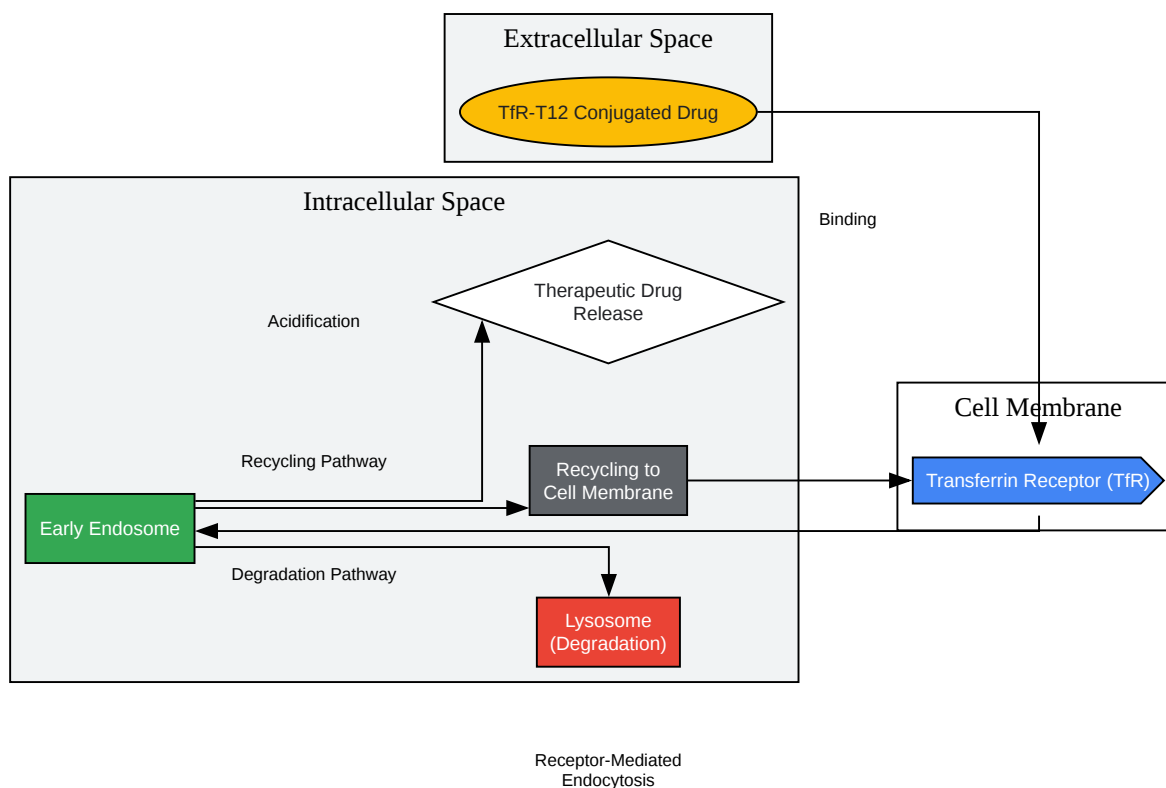 Extracellular Space
TfR-T12 Conjugated Drug
Intracellular Space
Binding
Therapeutic Drug
Release
Acidification
Cell Membrane
Recycling Pathway
Recycling to
Cell Membrane
Transferrin Receptor (TfR)
Early Endosome
Degradation Pathway
Lysosome
(Degradation)
Receptor-Mediated
Endocytosis